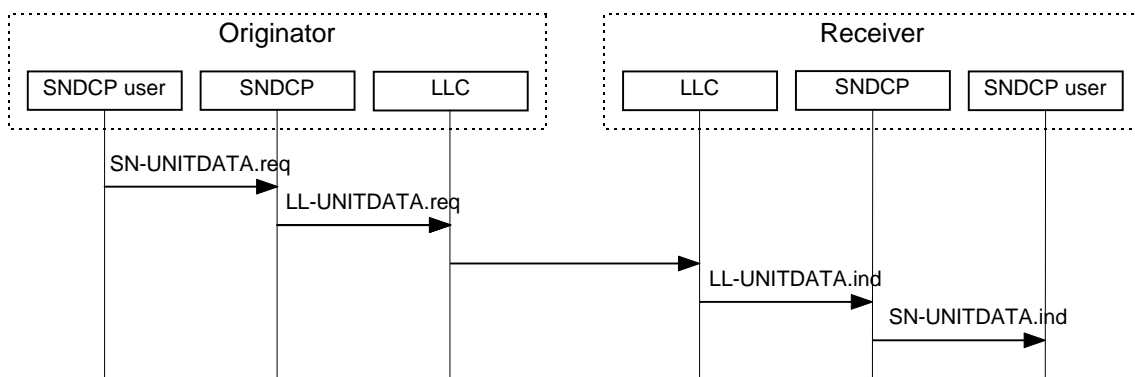 Originator
Receiver
SNDCP user
SNDCP
LLC
LLC
SNDCP
SNDCP user
SN-UNITDATA.req
LL-UNITDATA.req
LL-UNITDATA.ind
SN-UNITDATA.ind